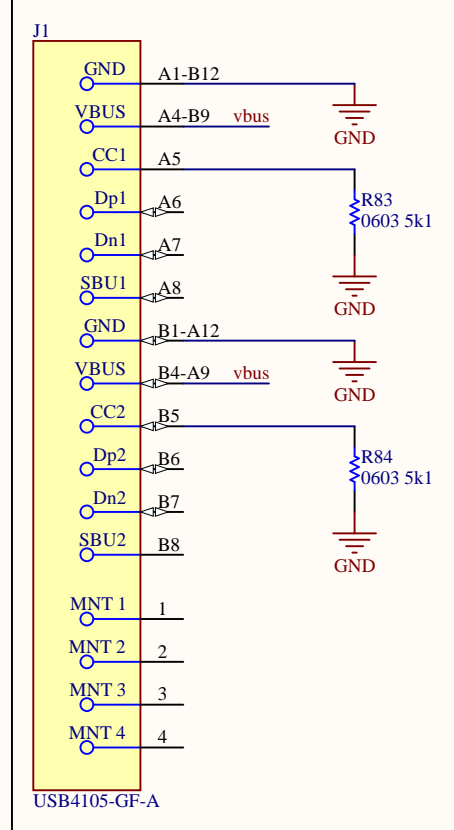 J1
GND A1-B12
GND
VBUS A4-B9 vbus
CC1 A5
R83
0603 5k1
GND
Dp1 A6
Dn1 A7
SBU1 A8
GND B1-A12
GND
VBUS B4-A9 vbus
CC2 B5
R84
0603 5k1
GND
Dp2 B6
Dn2 B7
SBU2 B8
MNT 1 1
MNT 2 2
MNT 3 3
MNT 4 4
USB4105-GF-A